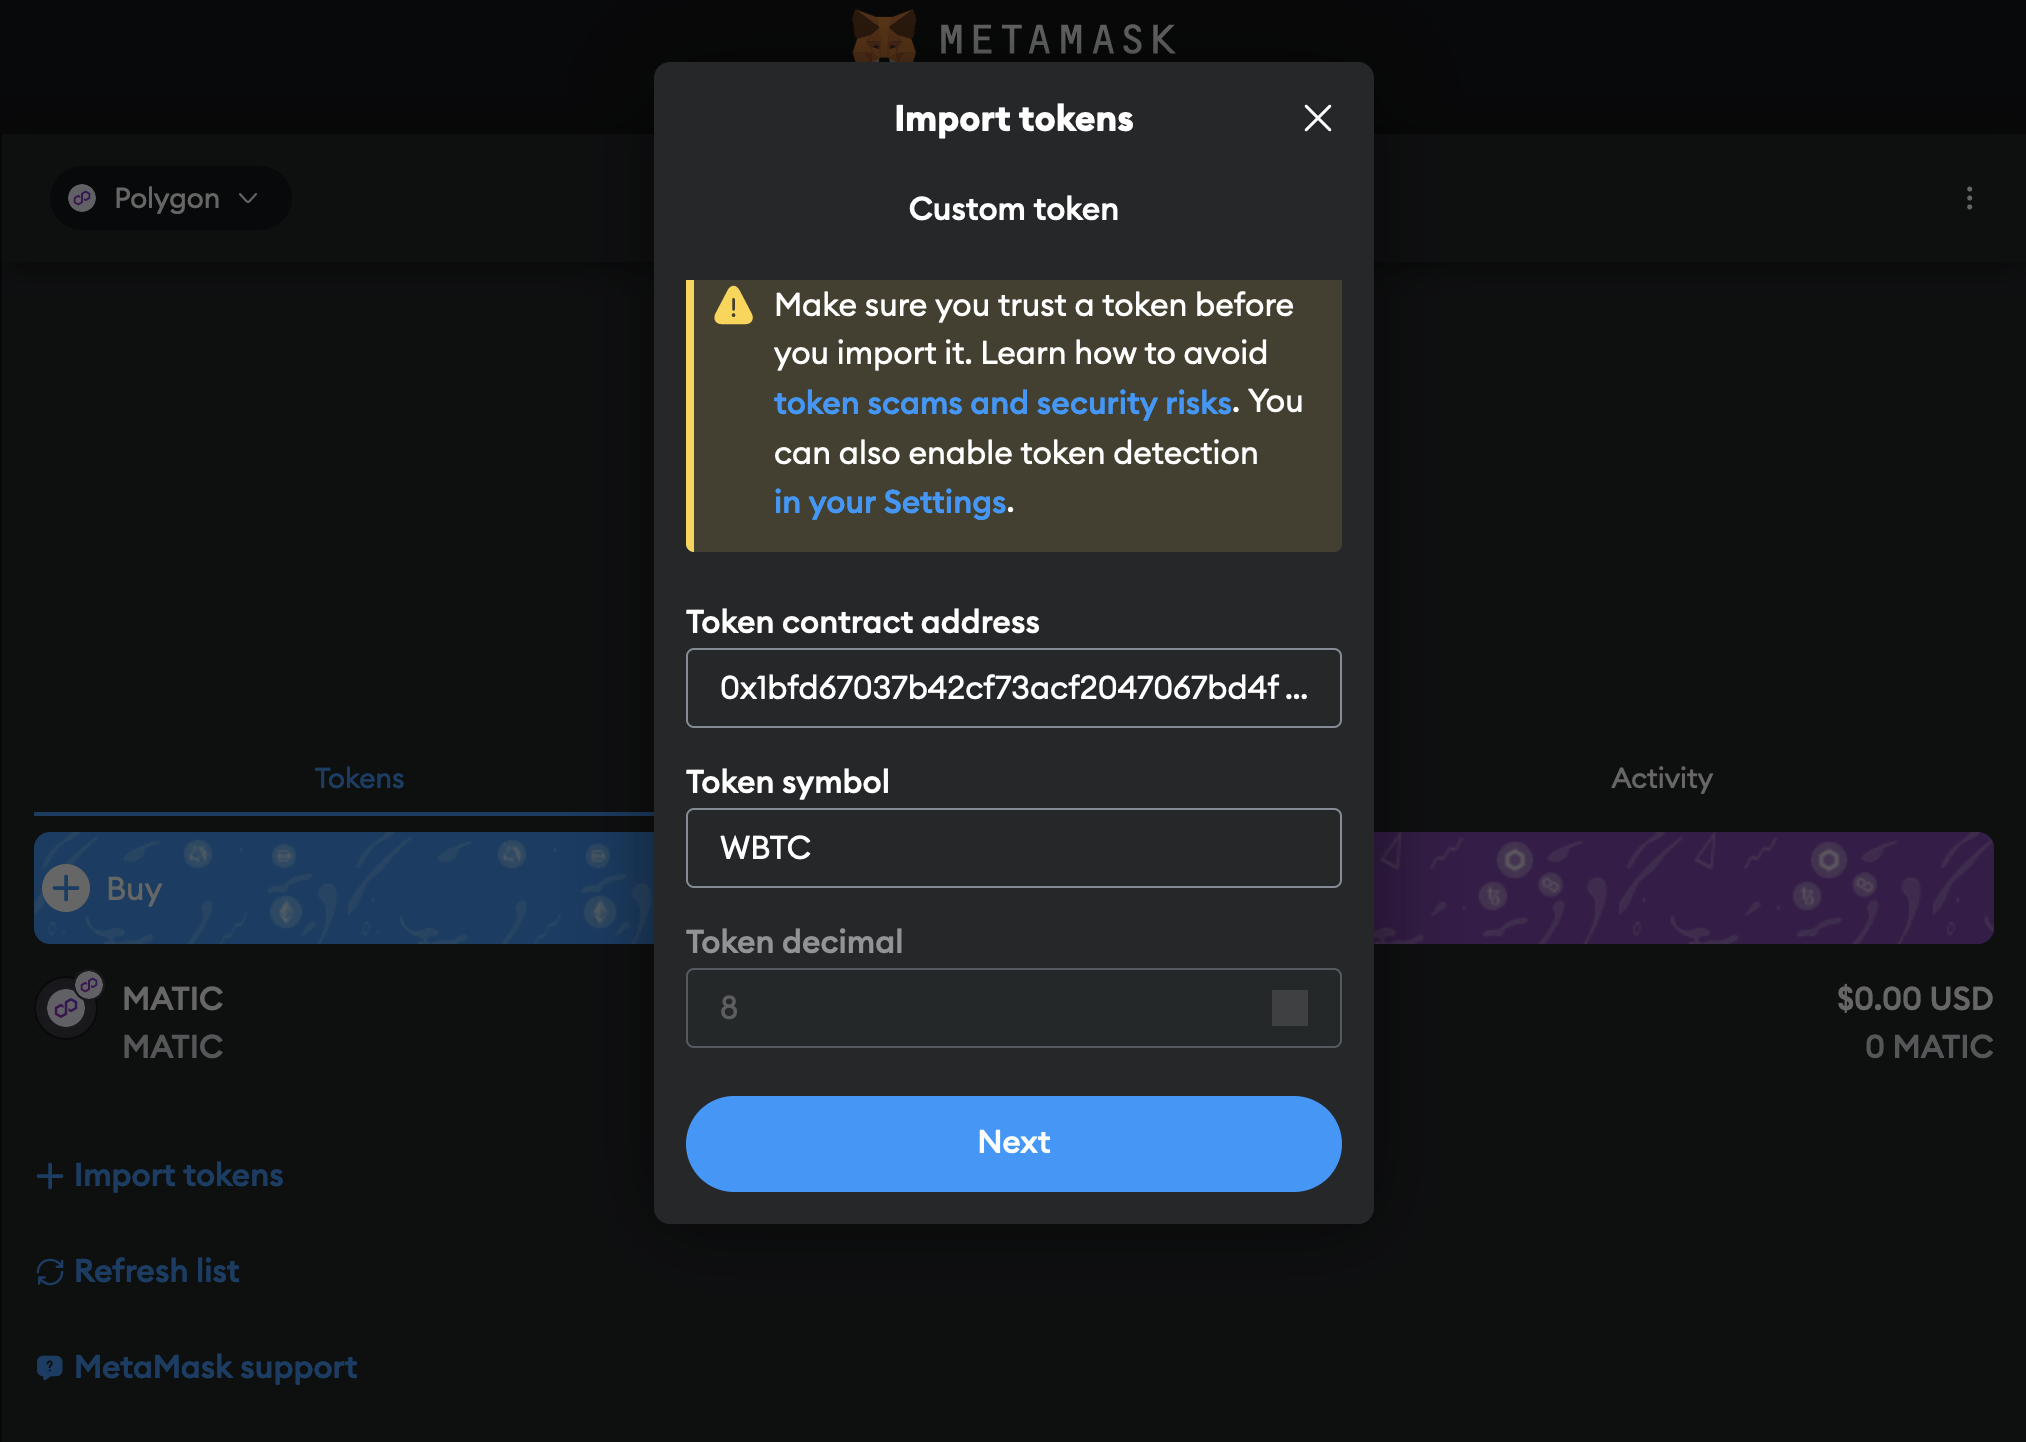 METAMASK
Import tokens
Polygon
Custom token
Make sure you trust a token before
you import it. Learn how to avoid
token scams and security risks. You
can also enable token detection
in your Settings.
Token contract address
0x1bfd67037b42cf73acf2047067bd4f ...
Token symbol
WBTC
Token decimal
8
Next
Tokens
Activity
Buy
MATIC
$0.00 USD
MATIC
0 MATIC
Import tokens
Refresh list
MetaMask support